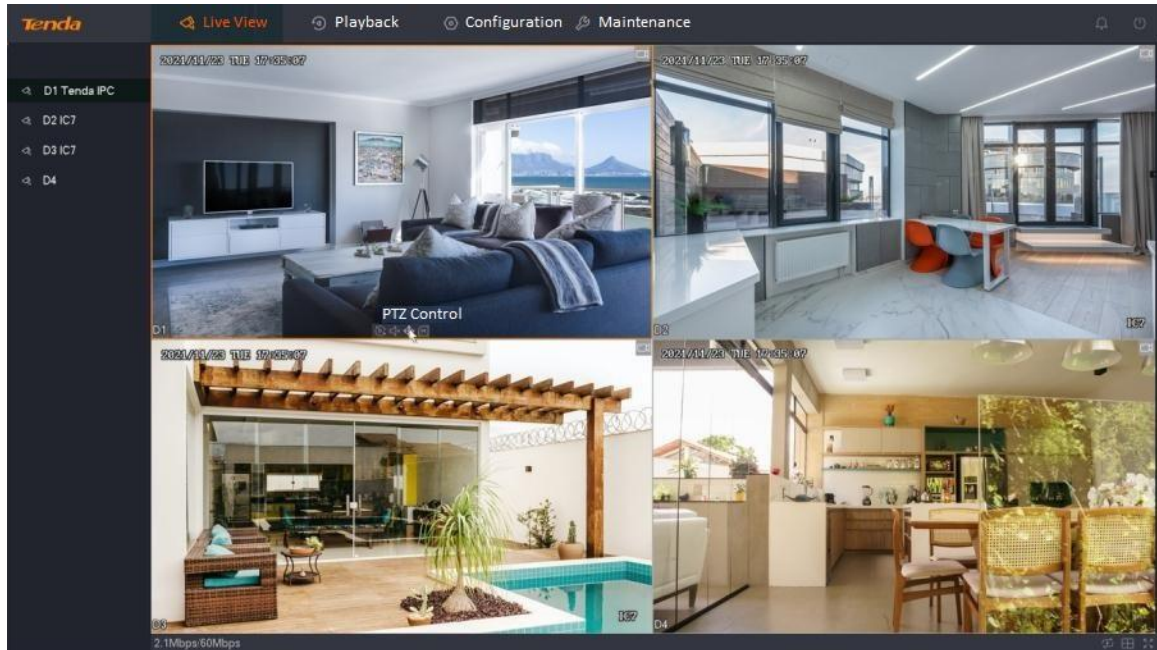 Tenda
Live View
Playback
Configuration
Maintenance
D1 Tenda IPC
D2 IC7
D3 IC7
D4
2021/11/23 TUE 17:35:07
D1
PTZ Control
2021/11/23 TUE 17:35:07
D2
IC7
2021/11/23 TUE 17:35:07
D3
IC7
2021/11/23 TUE 17:35:07
D4
2.1Mbps/60Mbps